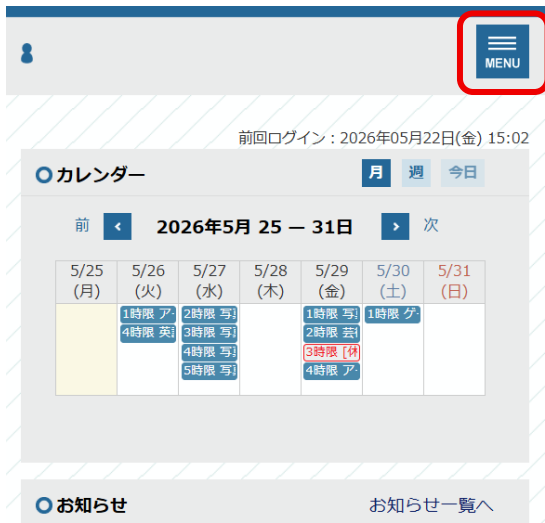 MENU
前回ログイン：2026年05月22日(金) 15:02
カレンダー 月 週 今日
前 2026年5月 25 — 31日 次
5/25 5/26 5/27 5/28 5/29 5/30 5/31
(月) (火) (水) (木) (金) (土) (日)
1時限 ア 2時限 写 1時限 写 1時限 ゲ
4時限 英 3時限 写 2時限 芸
4時限 写 3時限 [休
5時限 写 4時限 ア
お知らせ お知らせ一覧へ